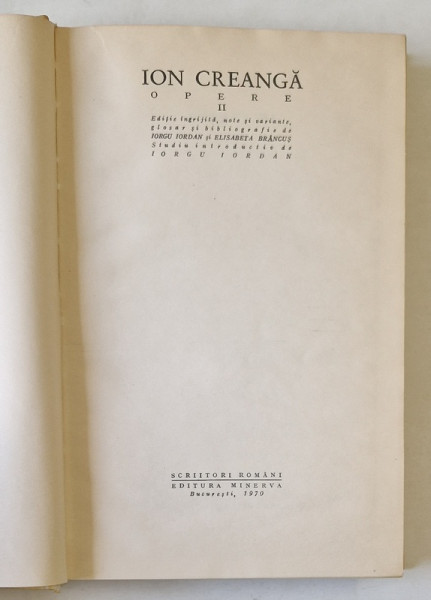 ION CREANGĂ
OPERE
II
Ediție îngrijită, note și variante,
glosar și bibliografie de
IORGU IORDAN și ELISABETA BRÂNCUȘ
Studiu introductiv de
IORGU IORDAN
SCRIITORI ROMÂNI
EDITURA MINERVA
București, 1970